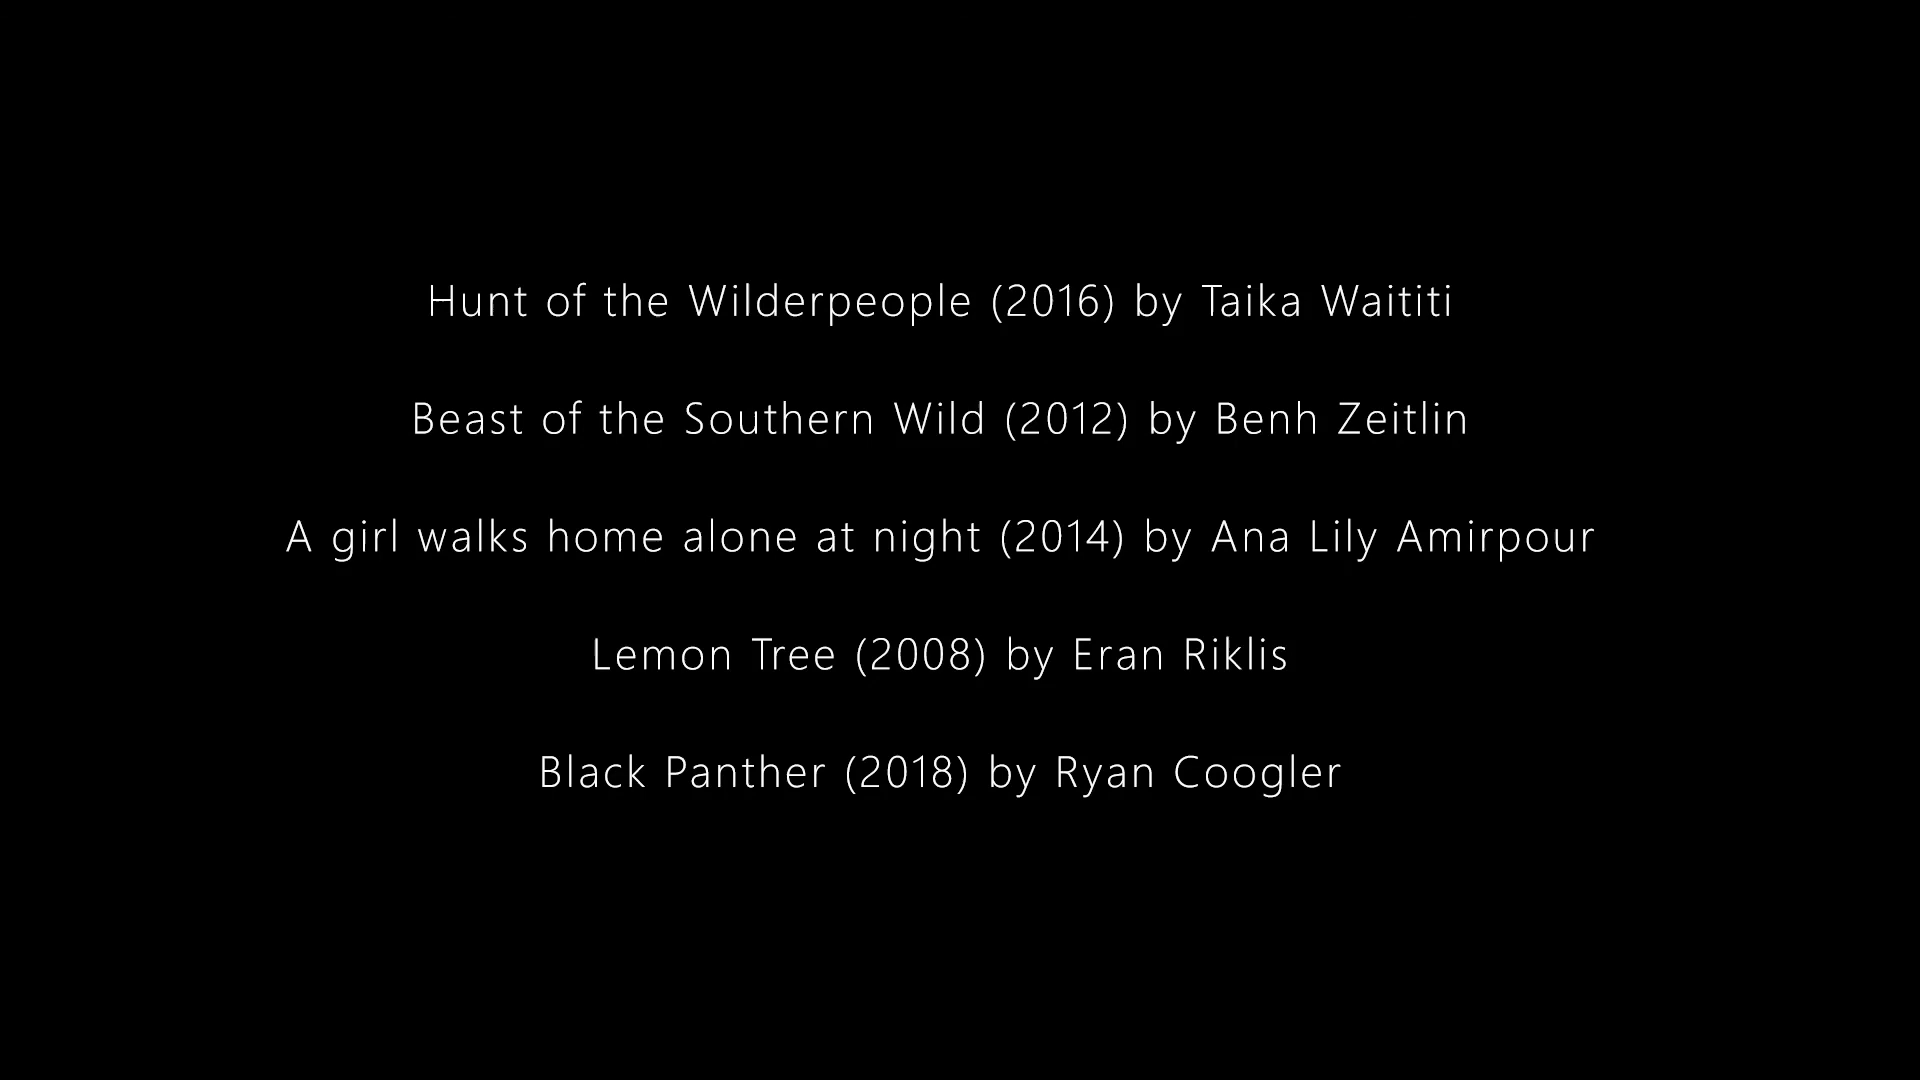 Hunt of the Wilderpeople (2016) by Taika Waititi
Beast of the Southern Wild (2012) by Benh Zeitlin
A girl walks home alone at night (2014) by Ana Lily Amirpour
Lemon Tree (2008) by Eran Riklis
Black Panther (2018) by Ryan Coogler